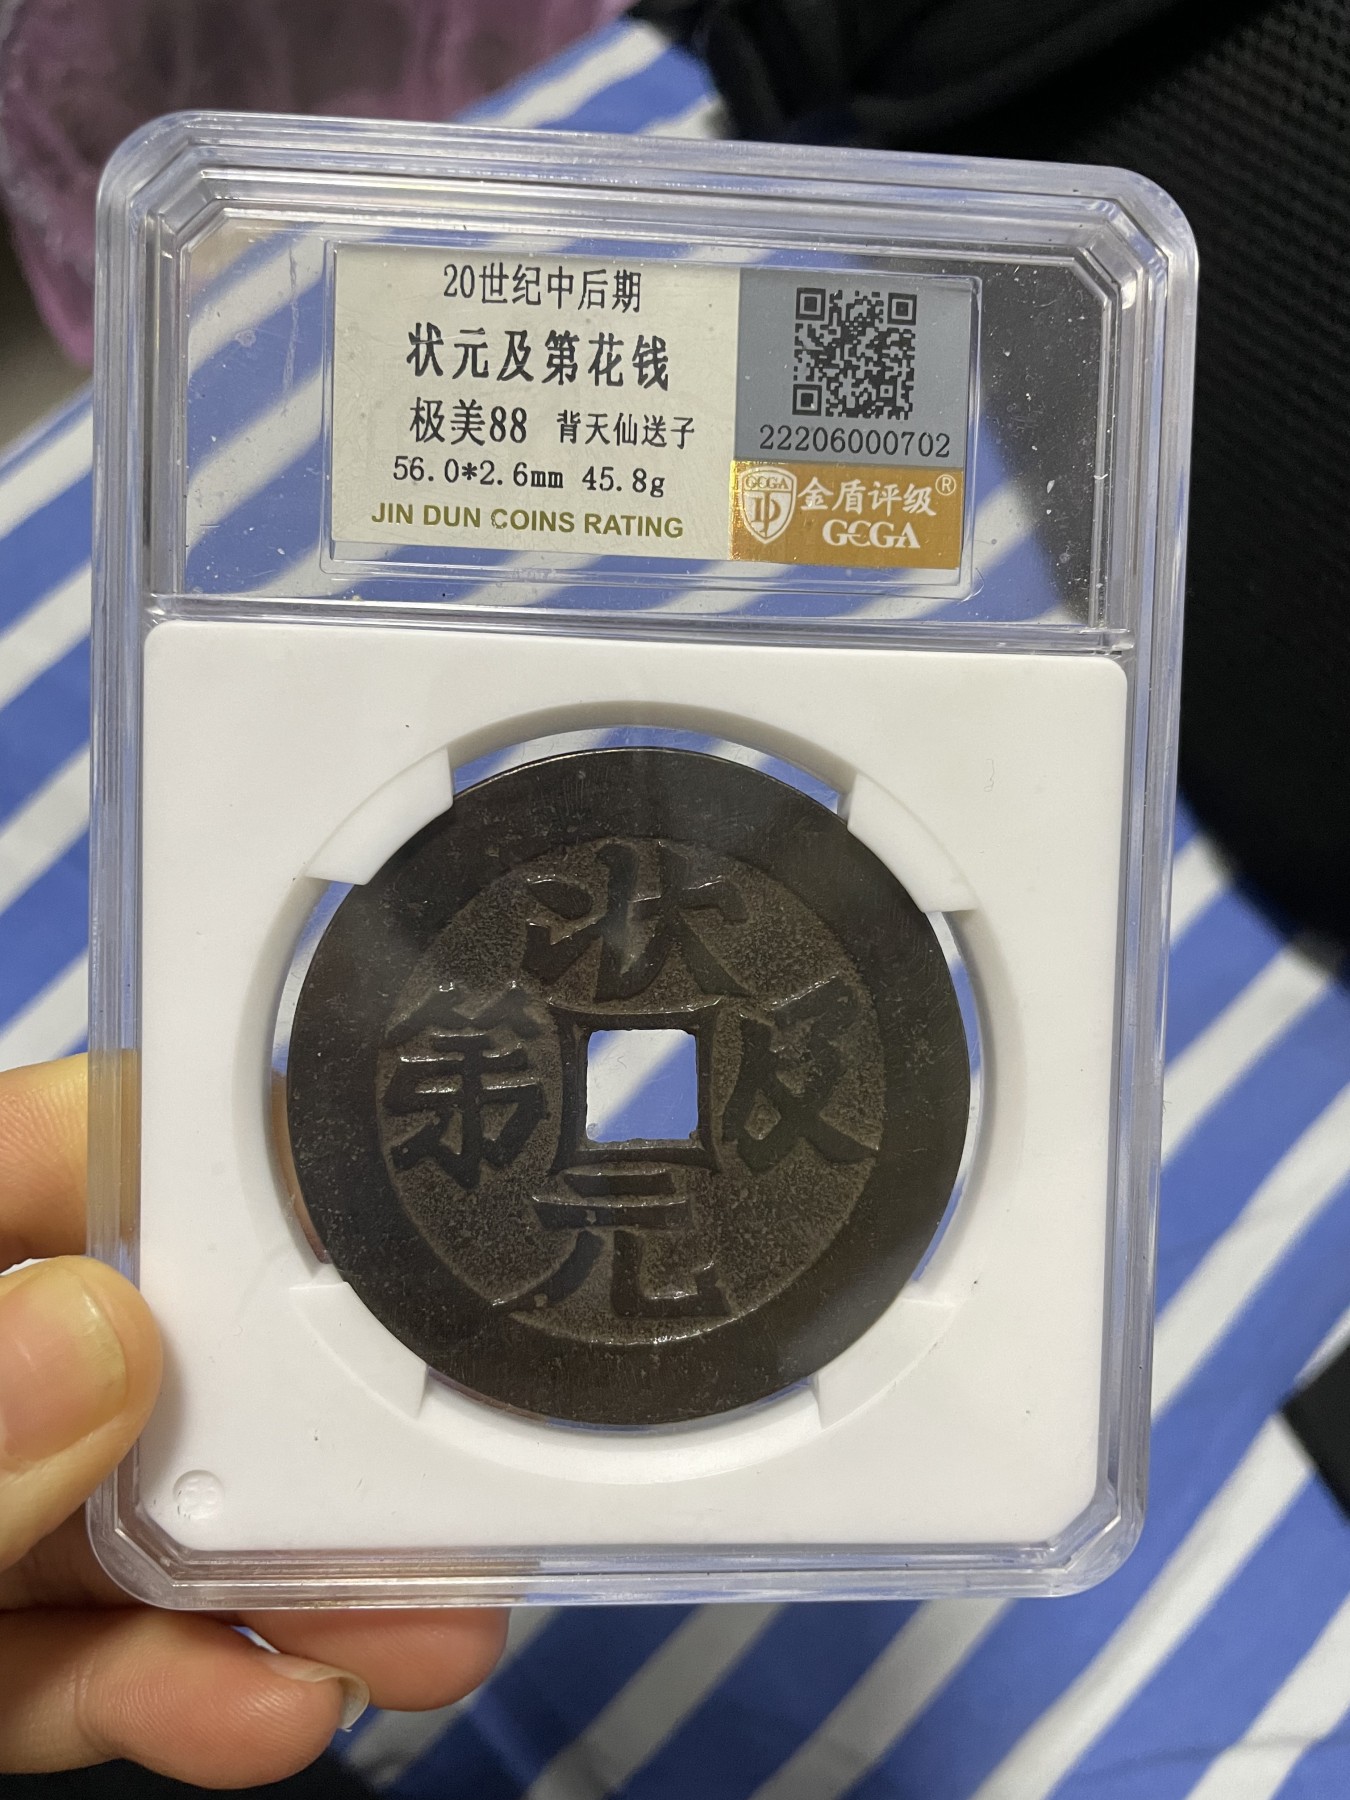 20世纪中后期
状元及第花钱
极美88 背天仙送子
56.0*2.6mm 45.8g
JIN DUN COINS RATING
22206000702
GCGA
金盾评级®
GCGA
状
第 及
元